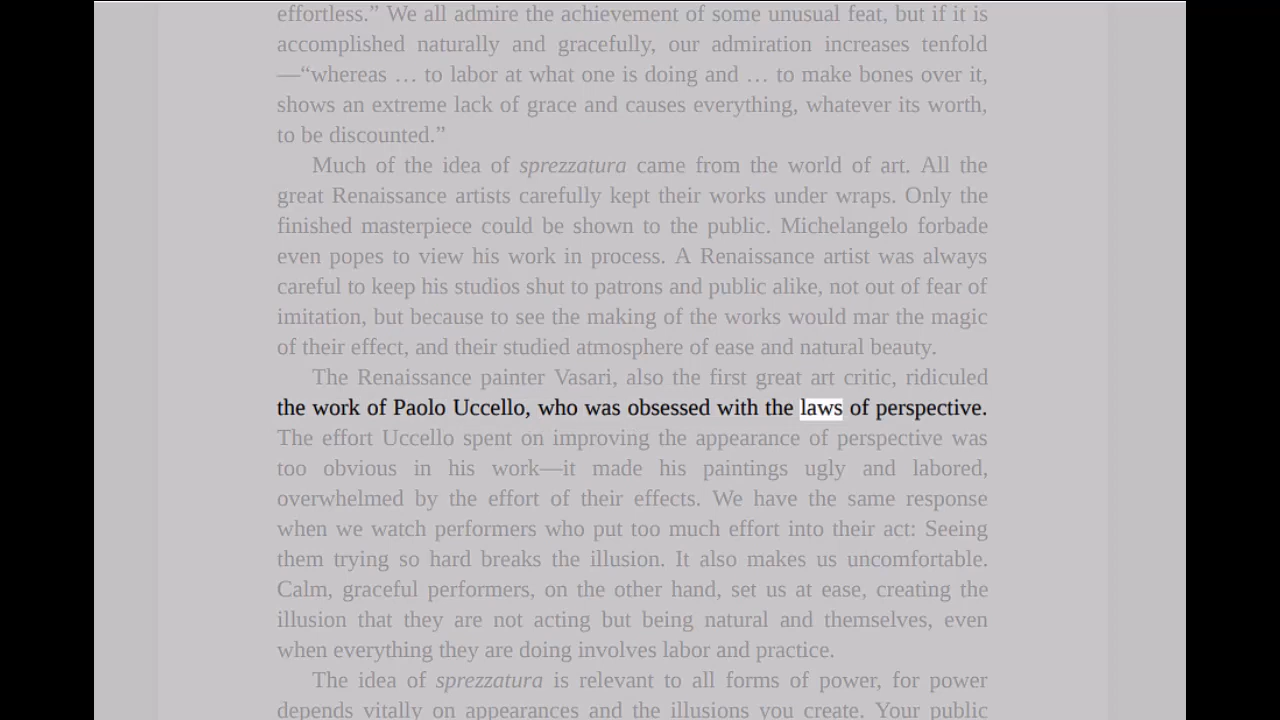 effortless.” We all admire the achievement of some unusual feat, but if it is
accomplished naturally and gracefully, our admiration increases tenfold
—“whereas … to labor at what one is doing and … to make bones over it,
shows an extreme lack of grace and causes everything, whatever its worth,
to be discounted.”
Much of the idea of sprezzatura came from the world of art. All the
great Renaissance artists carefully kept their works under wraps. Only the
finished masterpiece could be shown to the public. Michelangelo forbade
even popes to view his work in process. A Renaissance artist was always
careful to keep his studios shut to patrons and public alike, not out of fear of
imitation, but because to see the making of the works would mar the magic
of their effect, and their studied atmosphere of ease and natural beauty.
The Renaissance painter Vasari, also the first great art critic, ridiculed
the work of Paolo Uccello, who was obsessed with the laws of perspective.
The effort Uccello spent on improving the appearance of perspective was
too obvious in his work—it made his paintings ugly and labored,
overwhelmed by the effort of their effects. We have the same response
when we watch performers who put too much effort into their act: Seeing
them trying so hard breaks the illusion. It also makes us uncomfortable.
Calm, graceful performers, on the other hand, set us at ease, creating the
illusion that they are not acting but being natural and themselves, even
when everything they are doing involves labor and practice.
The idea of sprezzatura is relevant to all forms of power, for power
depends vitally on appearances and the illusions you create. Your public